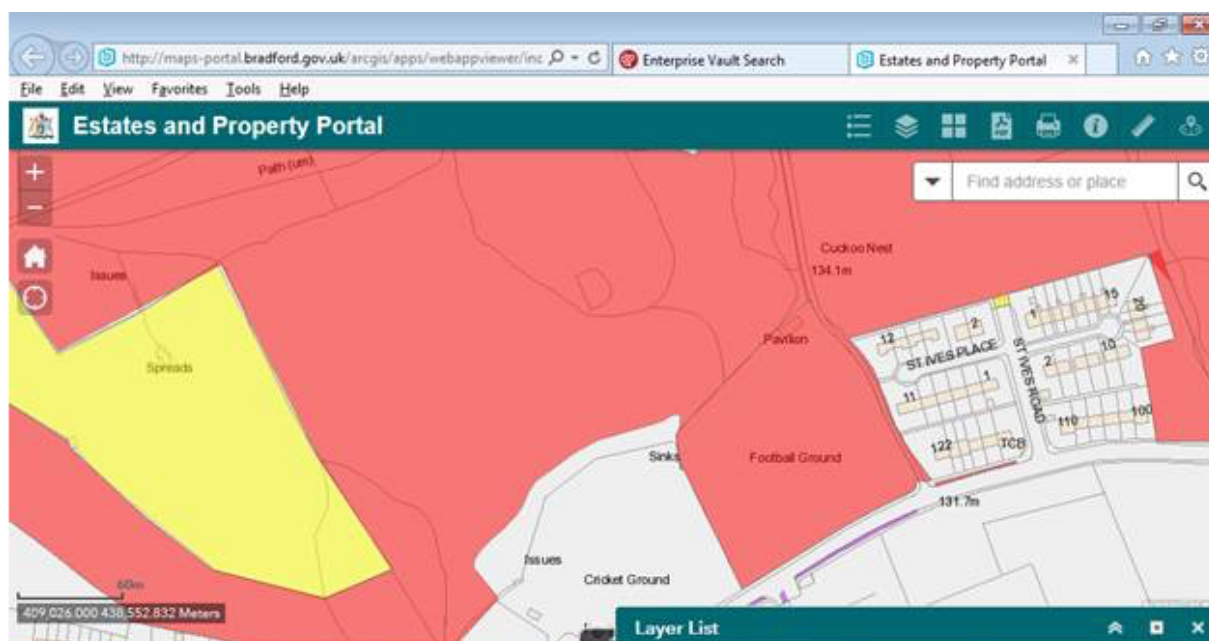 http://maps-portal.bradford.gov.uk/arcgis/apps/webappviewer/inc
Enterprise Vault Search
Estates and Property Portal
File Edit View Favorites Tools Help
Estates and Property Portal
PDF
Find address or place
Path (um)
Cuckoo Nest
134.1m
Issues
Spreads
Pavilion
12
2
1
15
20
ST IVES PLACE
ST IVES ROAD
2
10
11
1
110
100
122
TCB
Sinks
Football Ground
131.7m
Issues
Cricket Ground
60m
409,026.000 438,552.832 Meters
Layer List